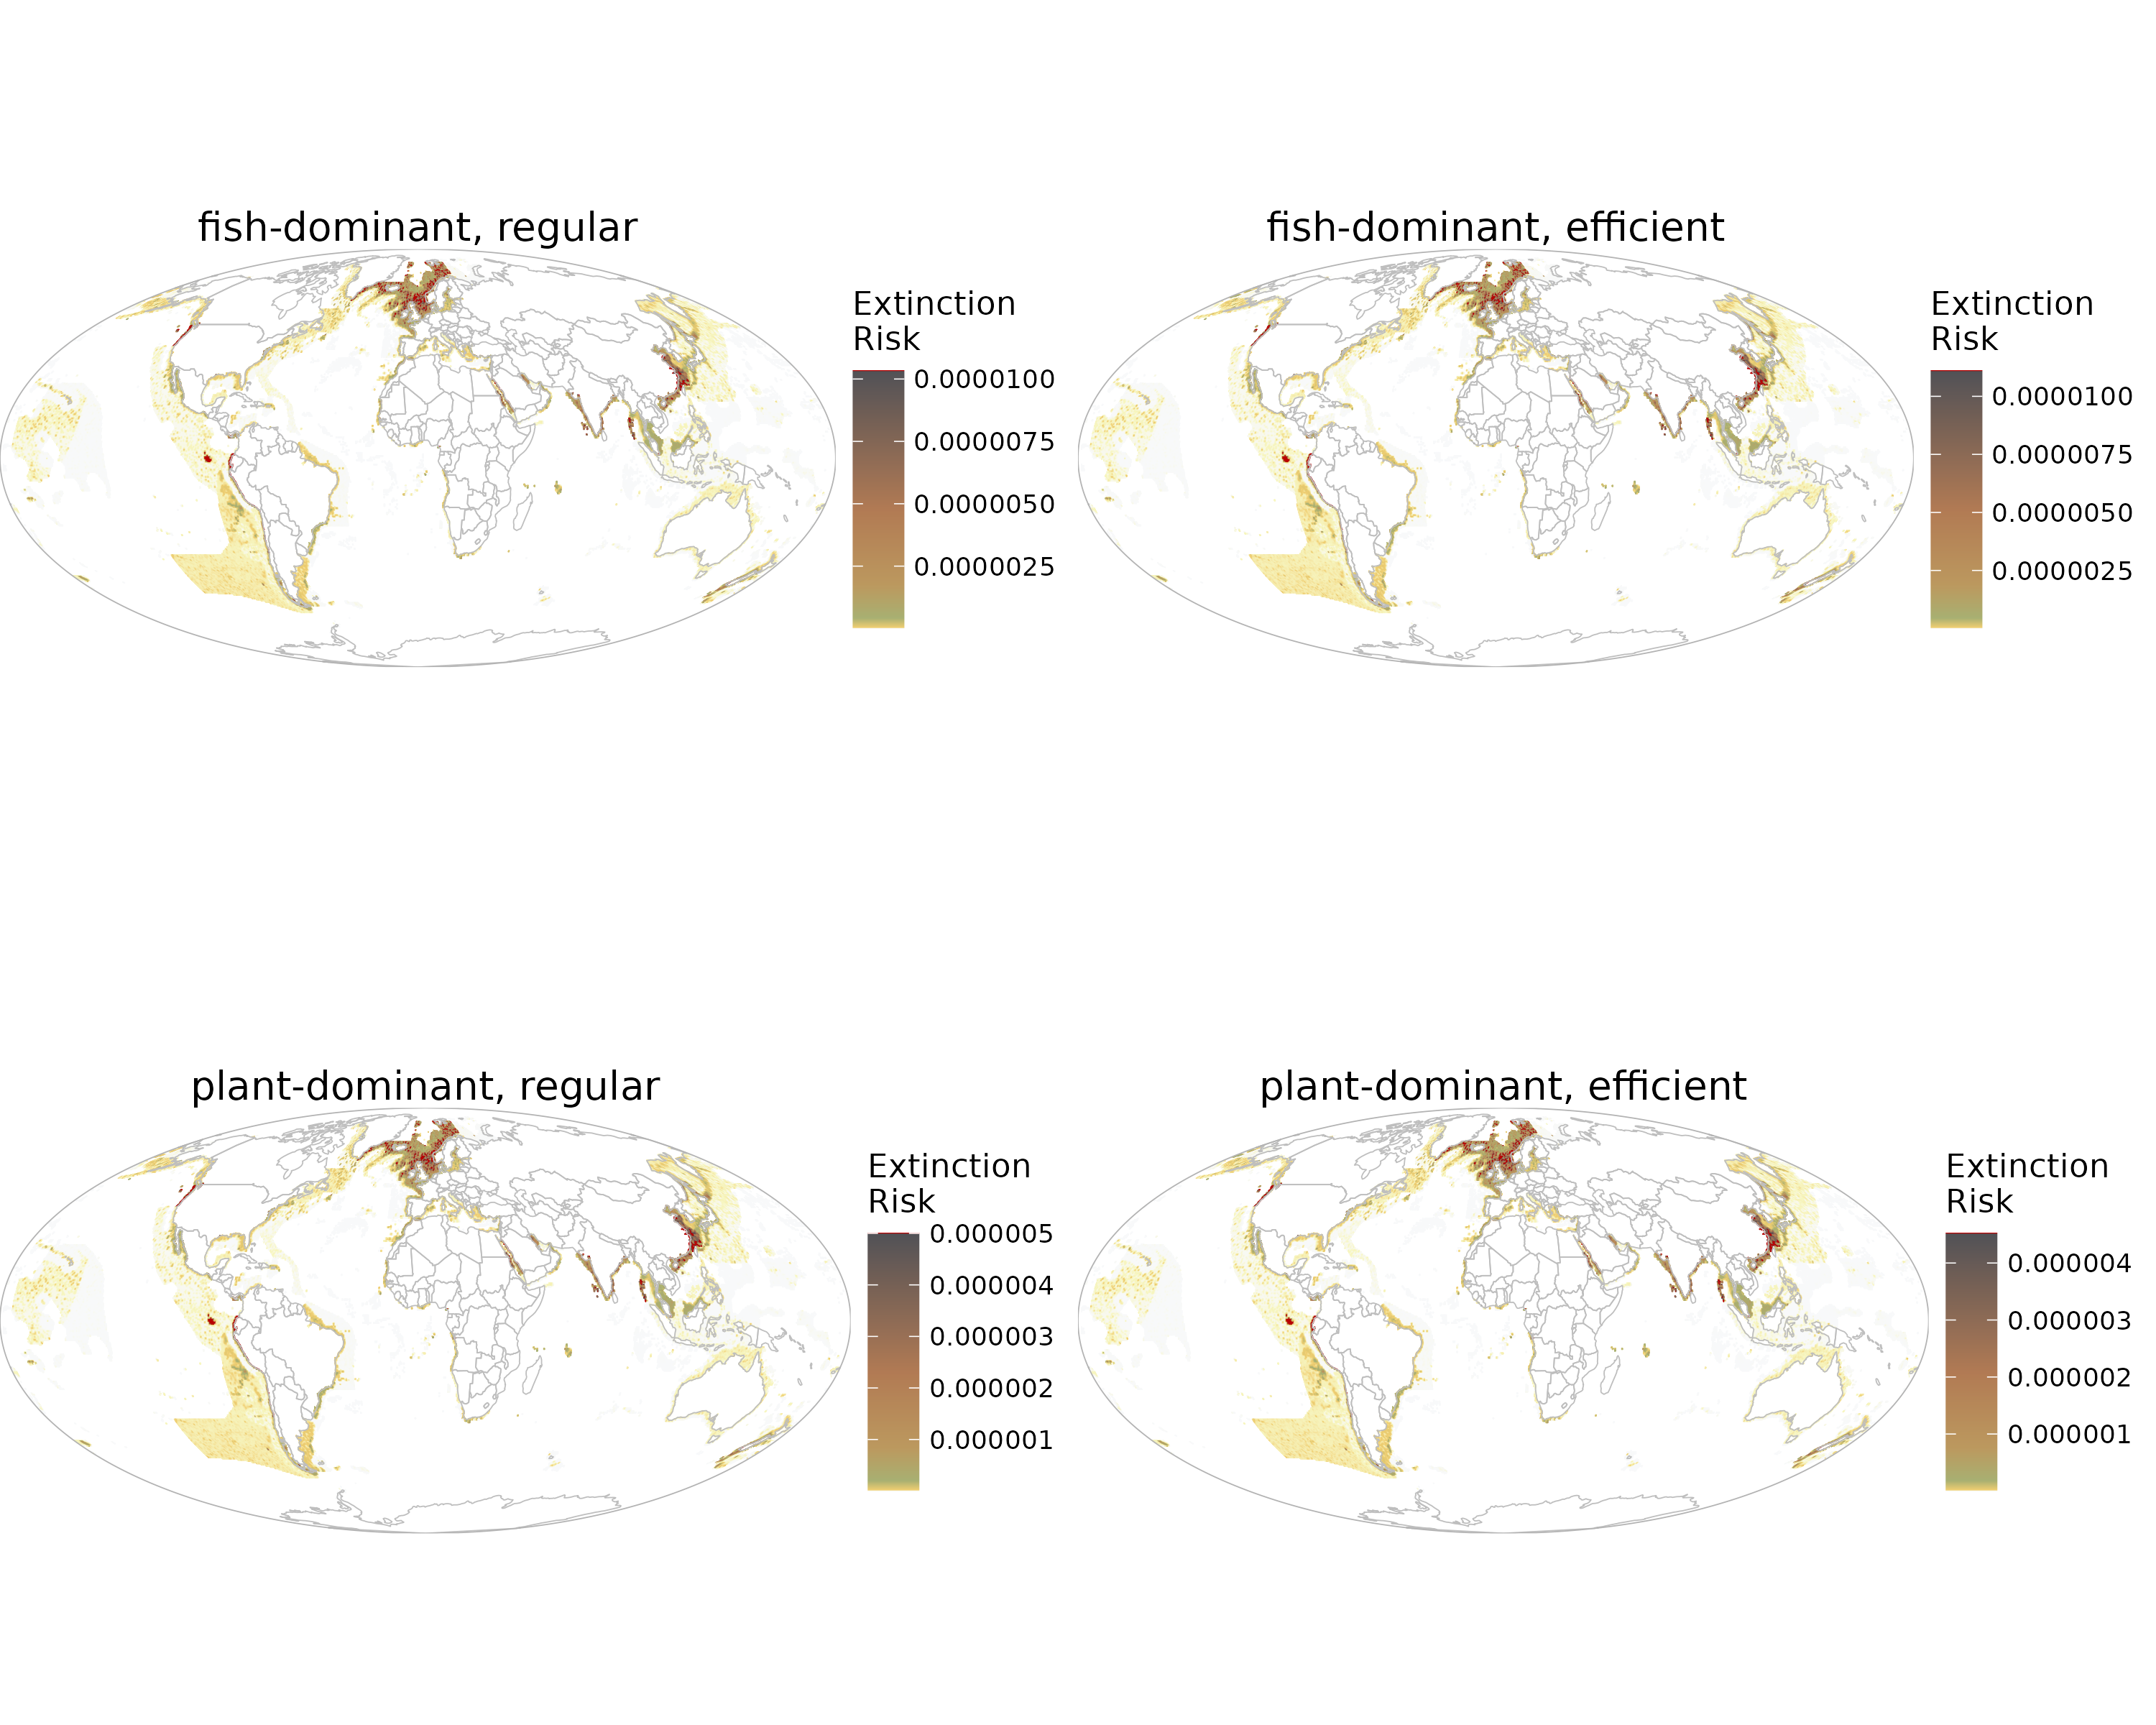 fish-dominant, regular
Extinction
Risk
0.0000100
0.0000075
0.0000050
0.0000025
fish-dominant, efficient
Extinction
Risk
0.0000100
0.0000075
0.0000050
0.0000025
plant-dominant, regular
Extinction
Risk
0.000005
0.000004
0.000003
0.000002
0.000001
plant-dominant, efficient
Extinction
Risk
0.000004
0.000003
0.000002
0.000001